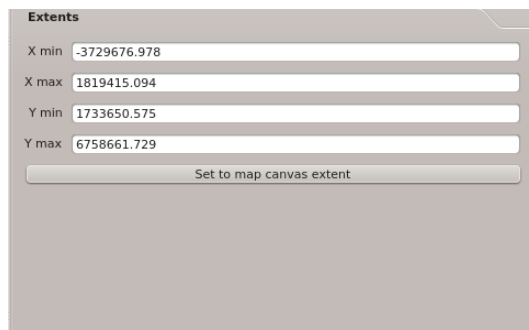 Extents
X min -3729676.978
X max 1819415.094
Y min 1733650.575
Y max 6758661.729
Set to map canvas extent